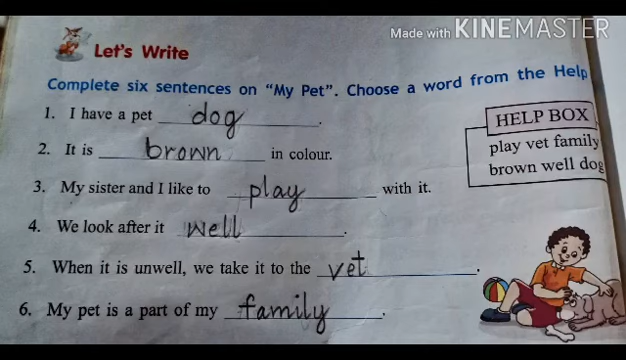 Made with KINEMASTER
Let's Write
Complete six sentences on "My Pet". Choose a word from the Help
1. I have a pet dog.
2. It is brown in colour.
3. My sister and I like to play with it.
4. We look after it well.
5. When it is unwell, we take it to the vet.
6. My pet is a part of my family.
HELP BOX
play vet family
brown well dog